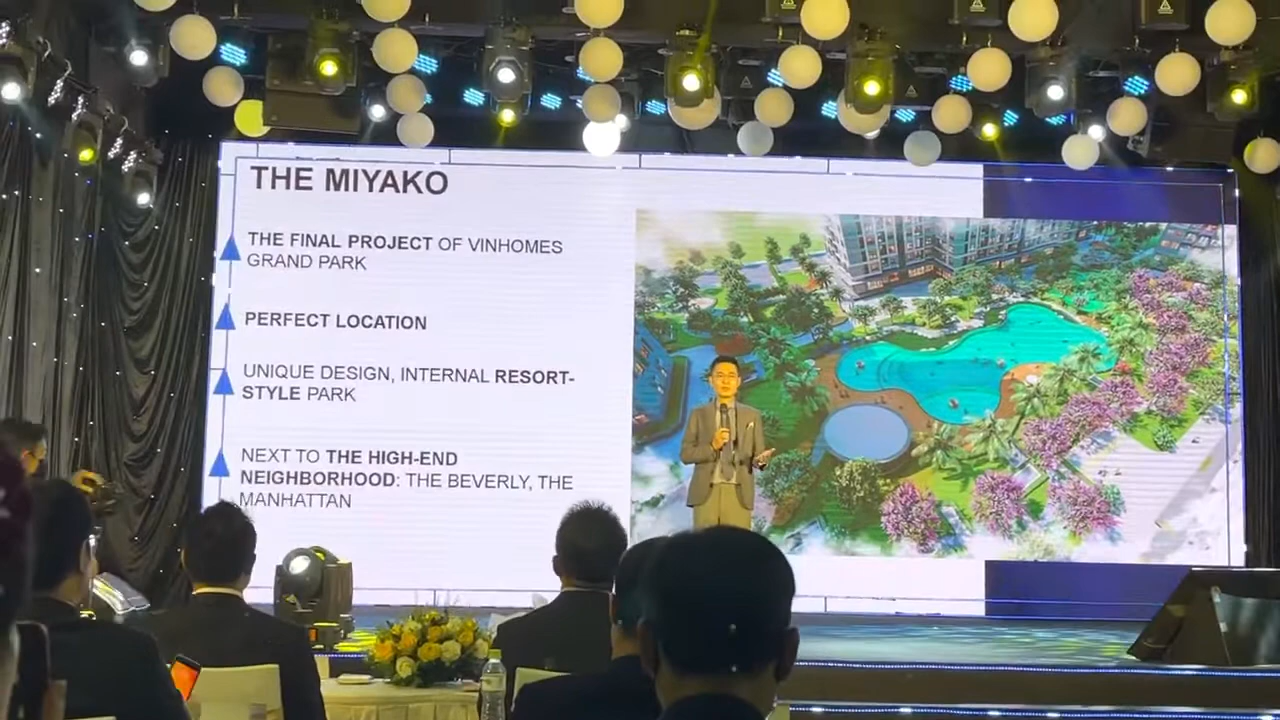 THE MIYAKO
THE FINAL PROJECT OF VINHOMES
GRAND PARK
PERFECT LOCATION
UNIQUE DESIGN, INTERNAL RESORT-
STYLE PARK
NEXT TO THE HIGH-END
NEIGHBORHOOD: THE BEVERLY, THE
MANHATTAN